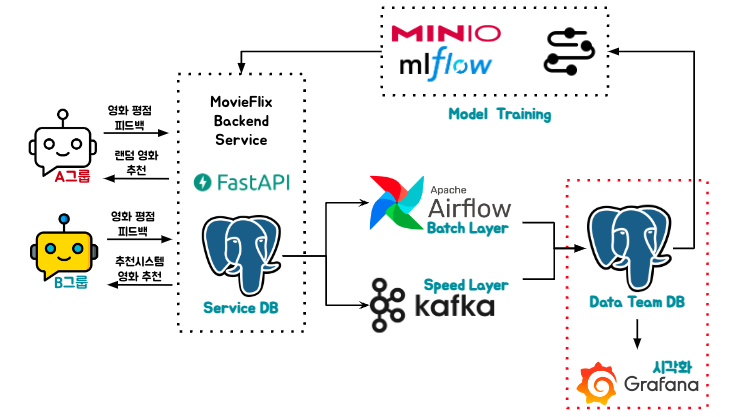 MINIO
mlflow
Model Training
MovieFlix
Backend
Service
FastAPI
Service DB
영화 평점
피드백
랜덤 영화
추천
A그룹
영화 평점
피드백
추천시스템
영화 추천
B그룹
Apache
Airflow
Batch Layer
Speed Layer
kafka
Data Team DB
시각화
Grafana